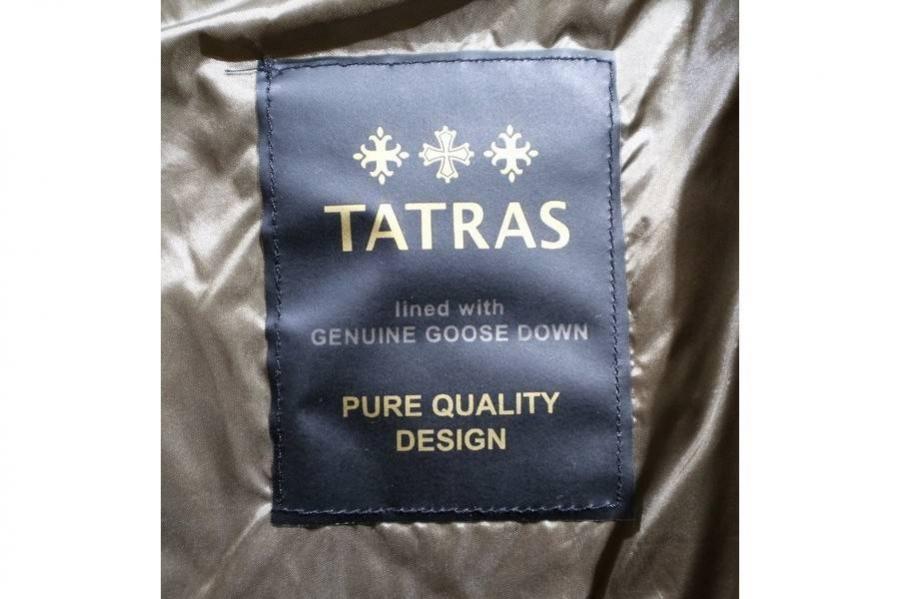 TATRAS
lined with
GENUINE GOOSE DOWN
PURE QUALITY
DESIGN